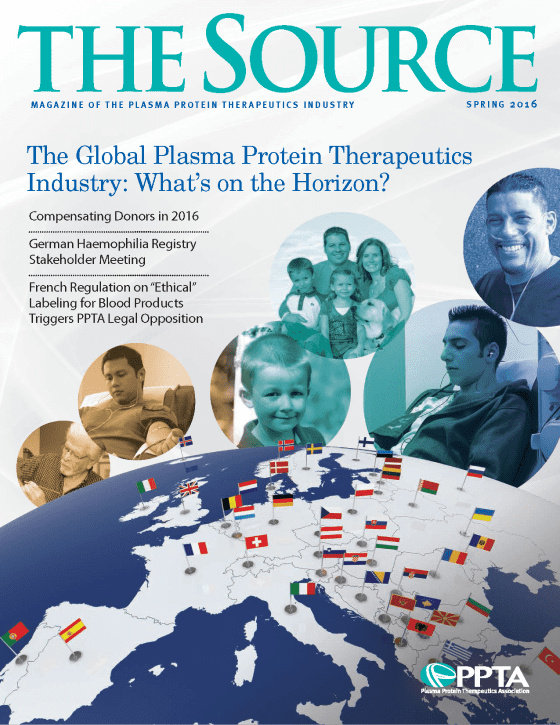 THE SOURCE
MAGAZINE OF THE PLASMA PROTEIN THERAPEUTICS INDUSTRY
SPRING 2016
The Global Plasma Protein Therapeutics
Industry: What's on the Horizon?
Compensating Donors in 2016
German Haemophilia Registry
Stakeholder Meeting
French Regulation on "Ethical"
Labeling for Blood Products
Triggers PPTA Legal Opposition
PPTA
Plasma Protein Therapeutics Association